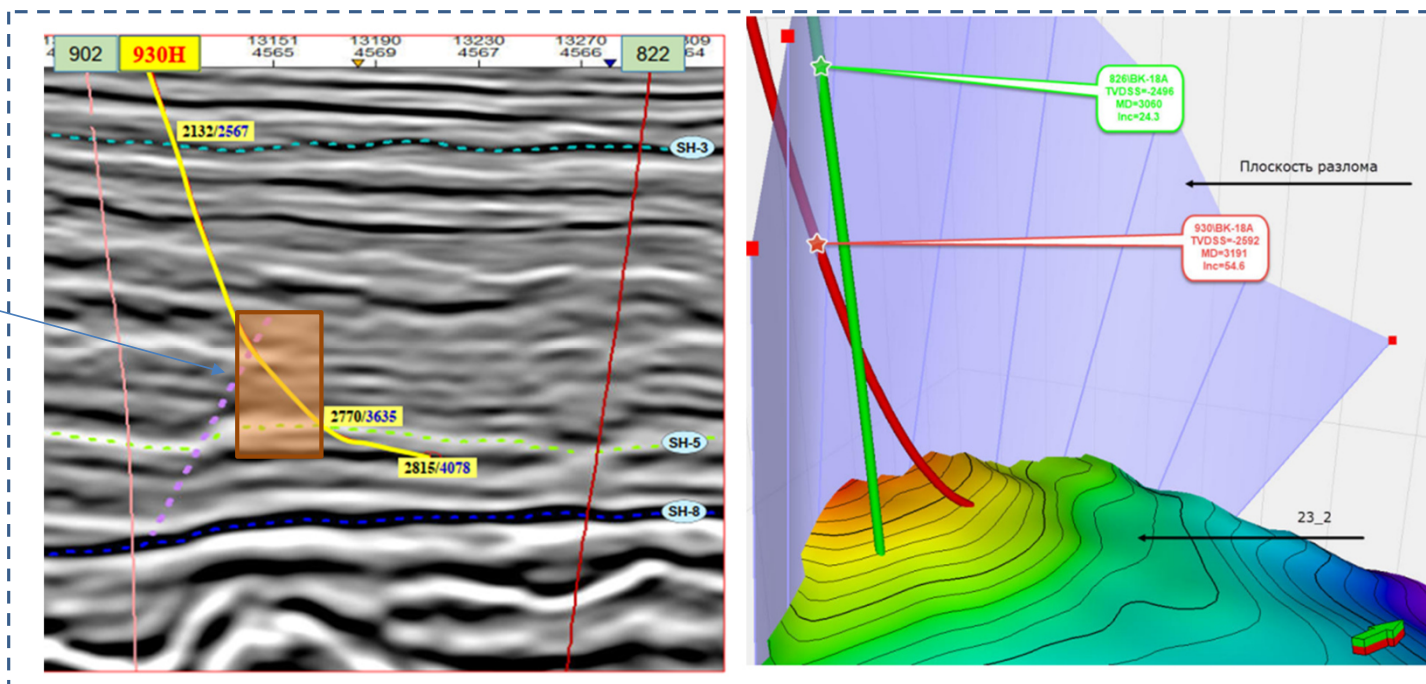 13151 13190 13230 13270
4565 4569 4567 4566
902
930H
822
2132/2567
SH-3
2770/3635
SH-5
2815/4078
SH-8
826\BK-18A
TVDSS=-2496
MD=3060
Inc=24.3
Плоскость разлома
930\BK-18A
TVDSS=-2592
MD=3191
Inc=54.6
23_2